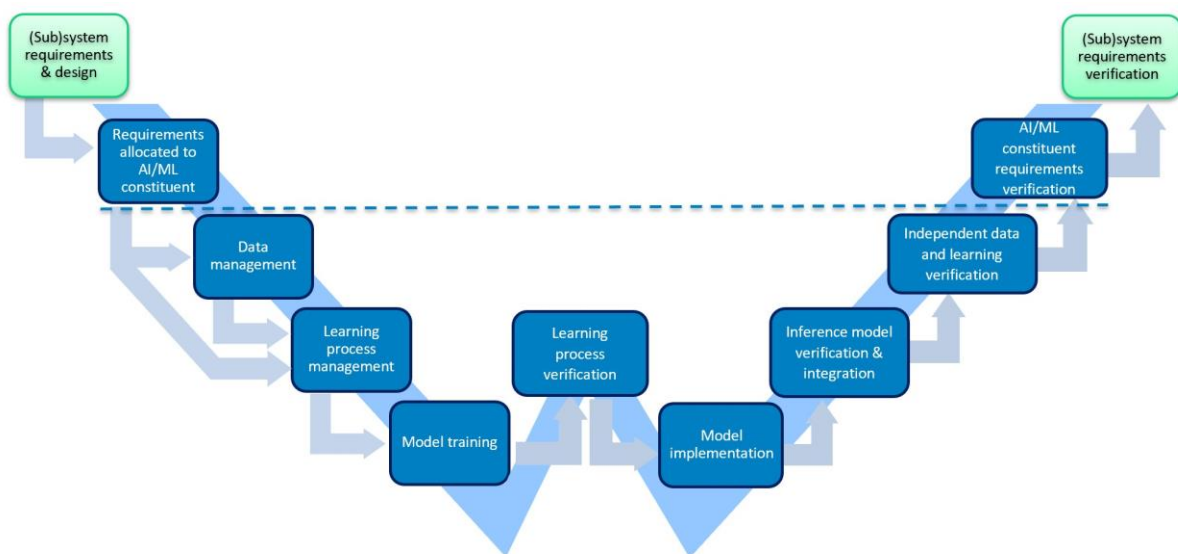 (Sub)system
requirements
& design
Requirements
allocated to
AI/ML
constituent
Data
management
Learning
process
management
Model training
Learning
process
verification
Model
implementation
Inference model
verification &
integration
Independent data
and learning
verification
AI/ML
constituent
requirements
verification
(Sub)system
requirements
verification